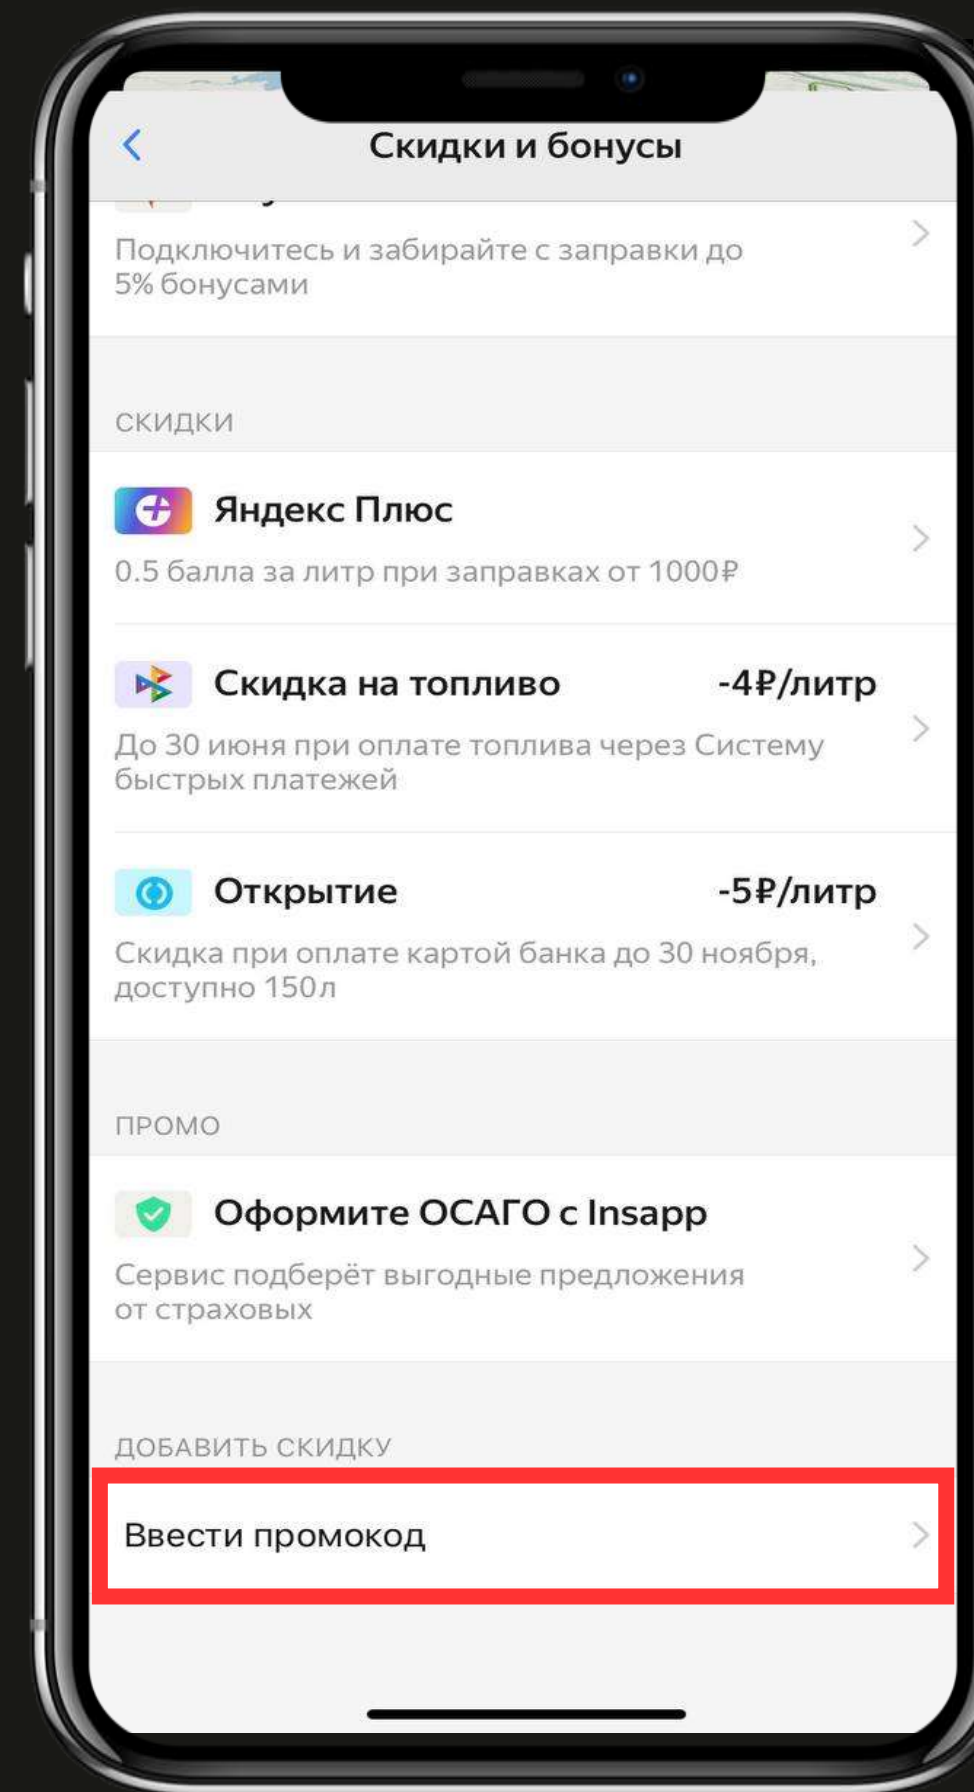 Скидки и бонусы
Подключитесь и забирайте с заправки до
5% бонусами
СКИДКИ
Яндекс Плюс
0.5 балла за литр при заправках от 1000₽
Скидка на топливо -4₽/литр
До 30 июня при оплате топлива через Систему
быстрых платежей
Открытие -5₽/литр
Скидка при оплате картой банка до 30 ноября,
доступно 150л
ПРОМО
Оформите ОСАГО с Insapp
Сервис подберёт выгодные предложения
от страховых
ДОБАВИТЬ СКИДКУ
Ввести промокод